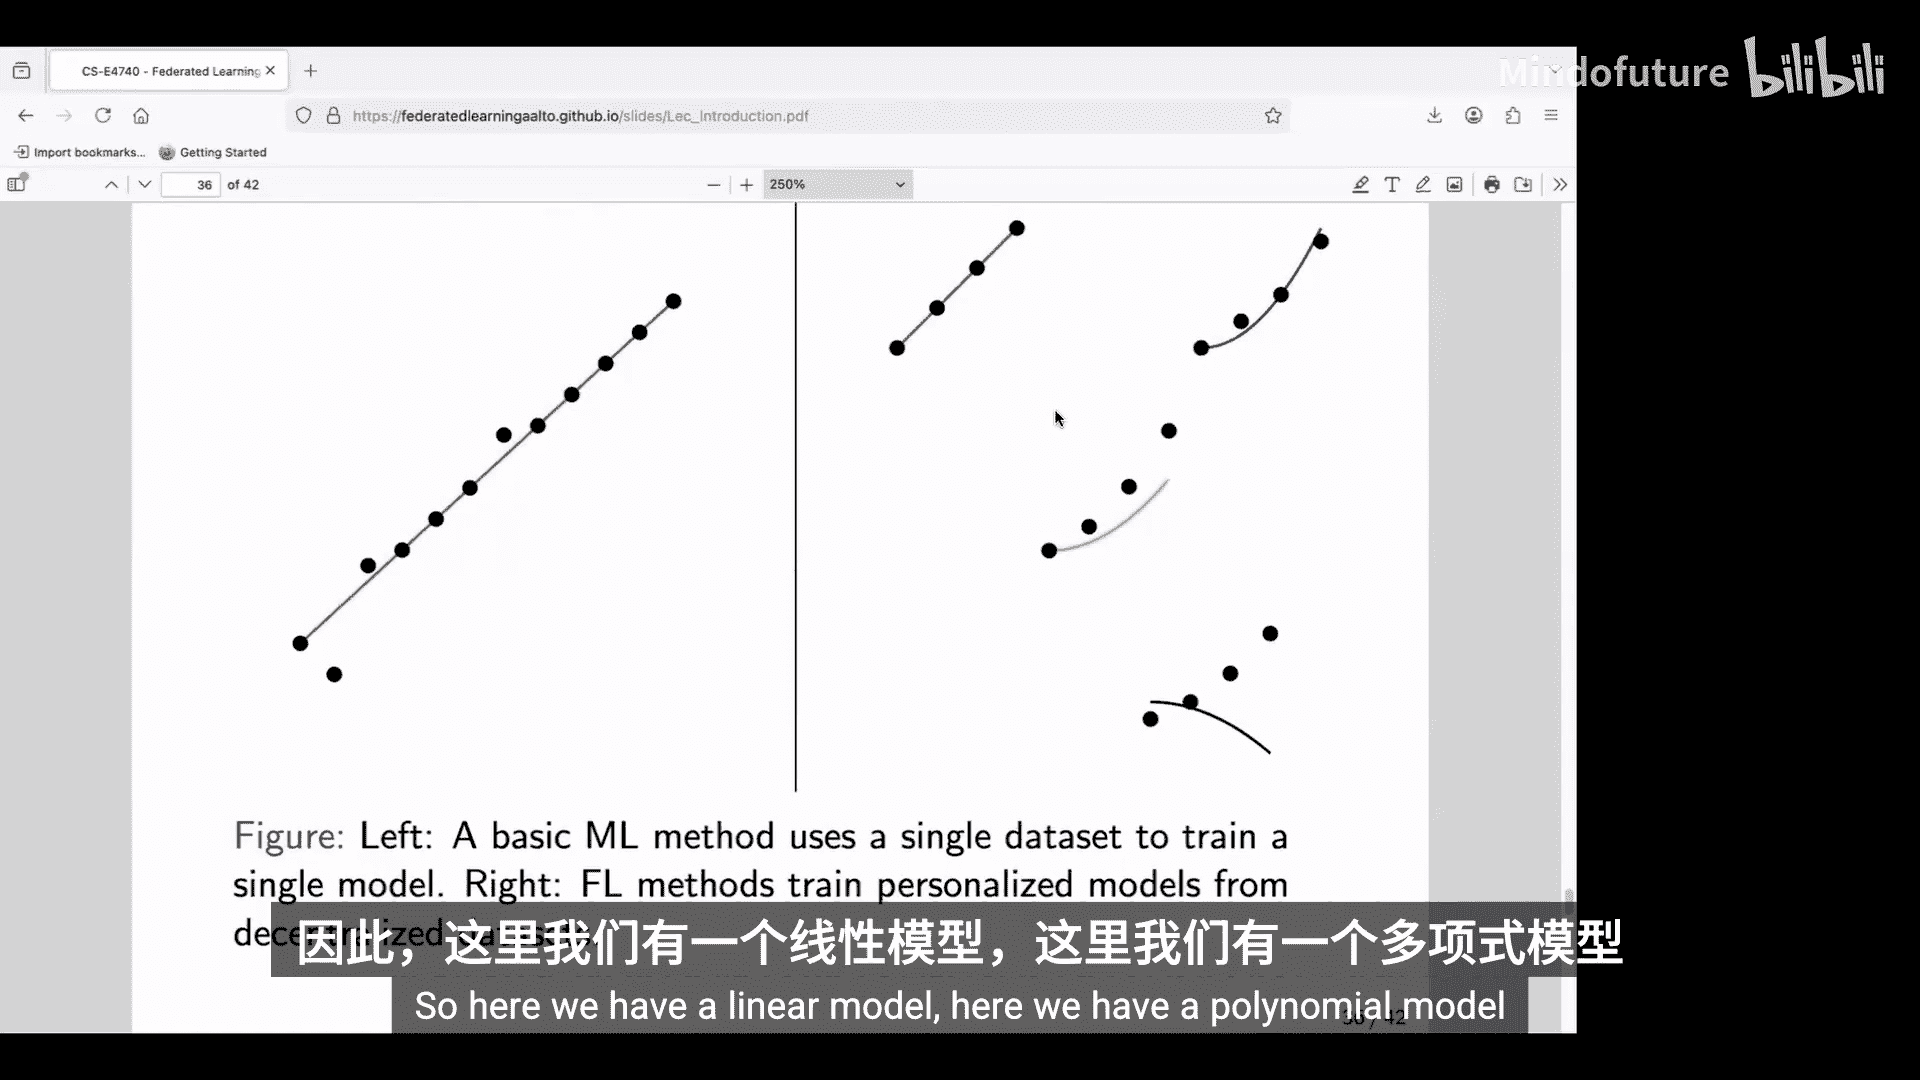 CS-E4740 - Federated Learning
Mindofuture bilibili
https://federatedlearningaalto.github.io/slides/Lec_Introduction.pdf
Import bookmarks... Getting Started
36 of 42 250%
Figure: Left: A basic ML method uses a single dataset to train a
single model. Right: FL methods train personalized models from
decentralized
因此，这里我们有一个线性模型，这里我们有一个多项式模型
So here we have a linear model, here we have a polynomial model
36 / 42